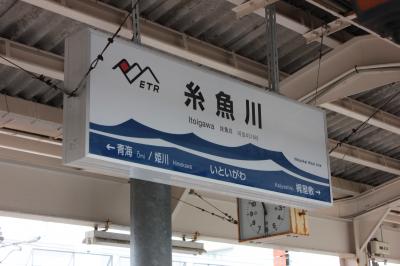 ETR
糸魚川
Itoigawa
←青海 Ōmi /姫川 Himekawa
いといがわ
Kajiyashiki 梶屋敷→